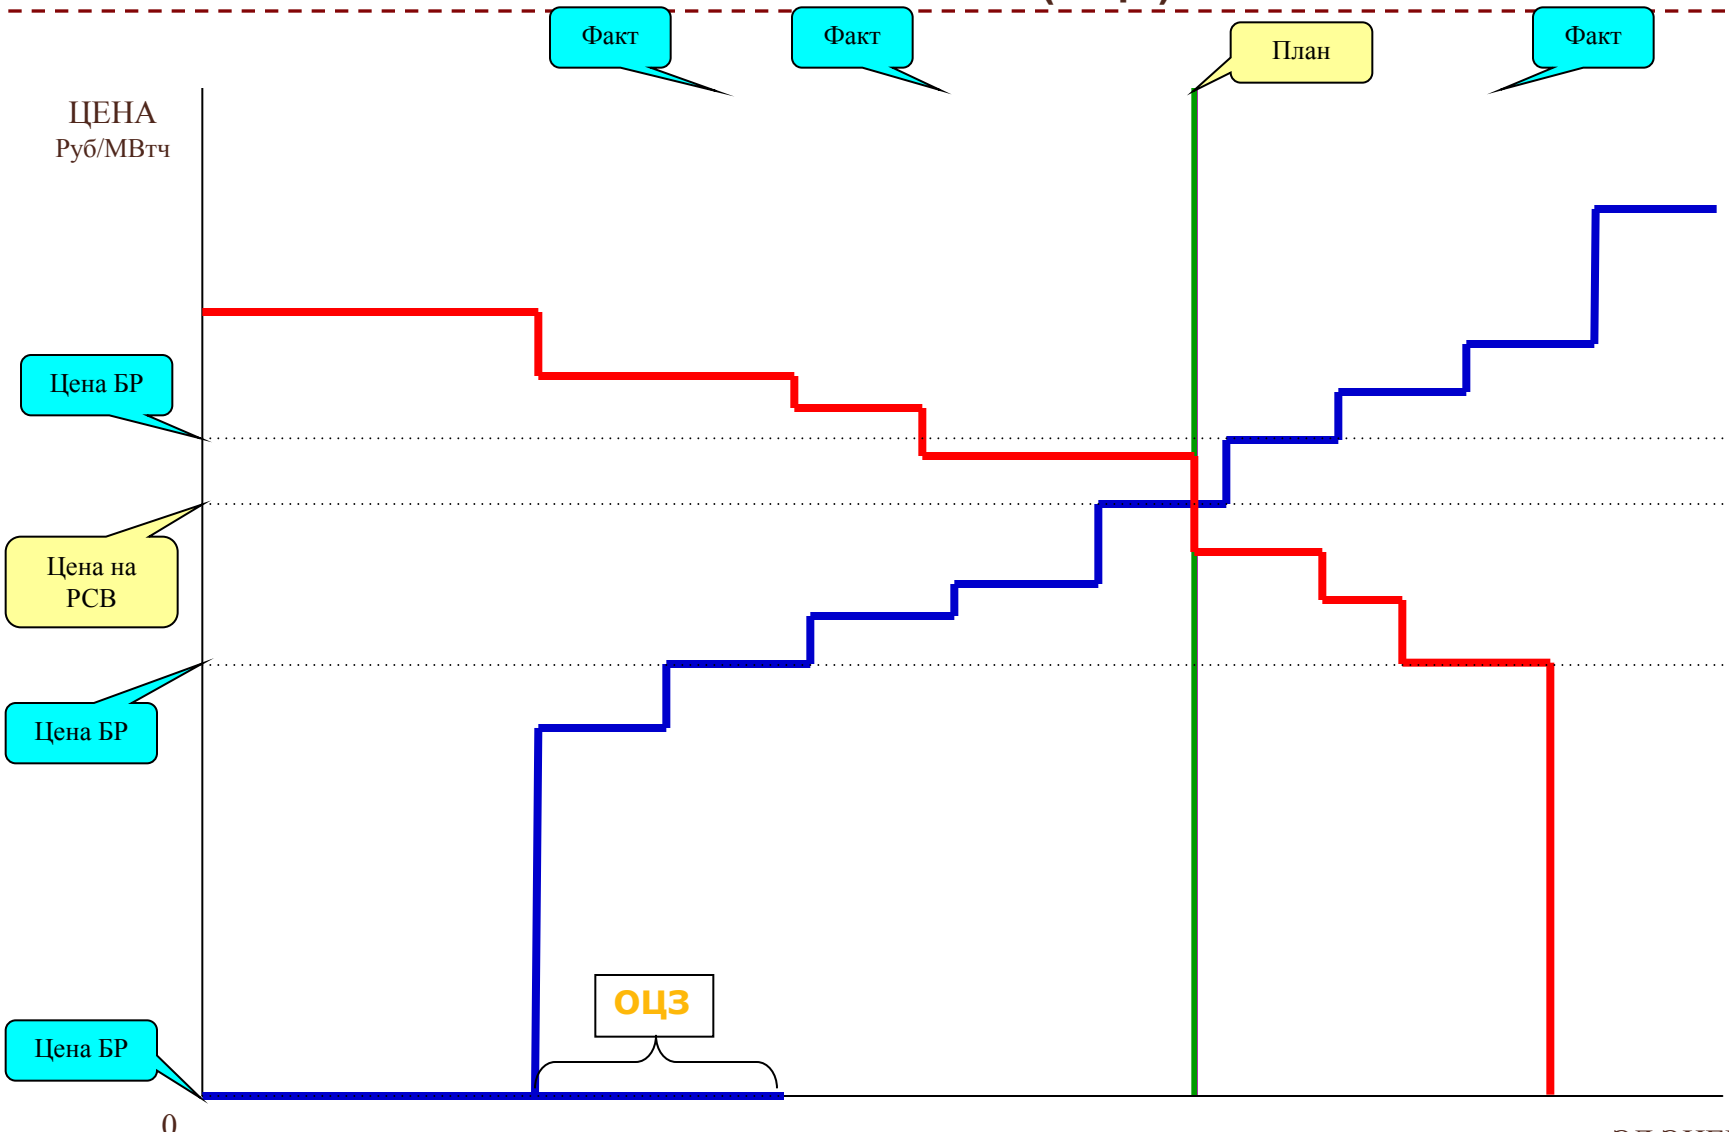 Факт
Факт
План
Факт
ЦЕНА
Руб/МВтч
Цена БР
Цена на
РСВ
Цена БР
ОЦЗ
Цена БР
0